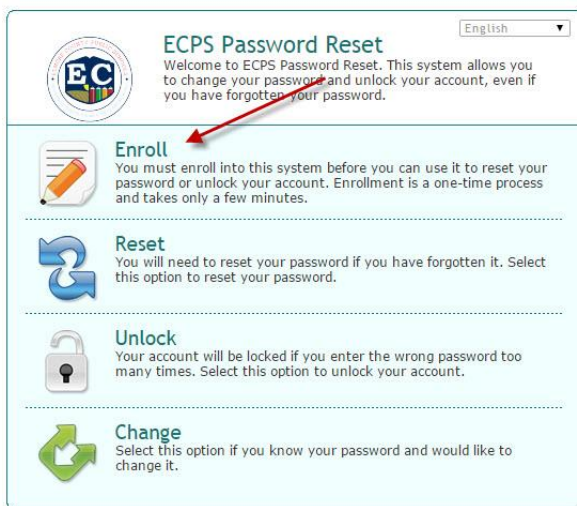 English
ECPS Password Reset
Welcome to ECPS Password Reset. This system allows you
to change your password and unlock your account, even if
you have forgotten your password.
EC
Enroll
You must enroll into this system before you can use it to reset your
password or unlock your account. Enrollment is a one-time process
and takes only a few minutes.
Reset
You will need to reset your password if you have forgotten it. Select
this option to reset your password.
Unlock
Your account will be locked if you enter the wrong password too
many times. Select this option to unlock your account.
Change
Select this option if you know your password and would like to
change it.